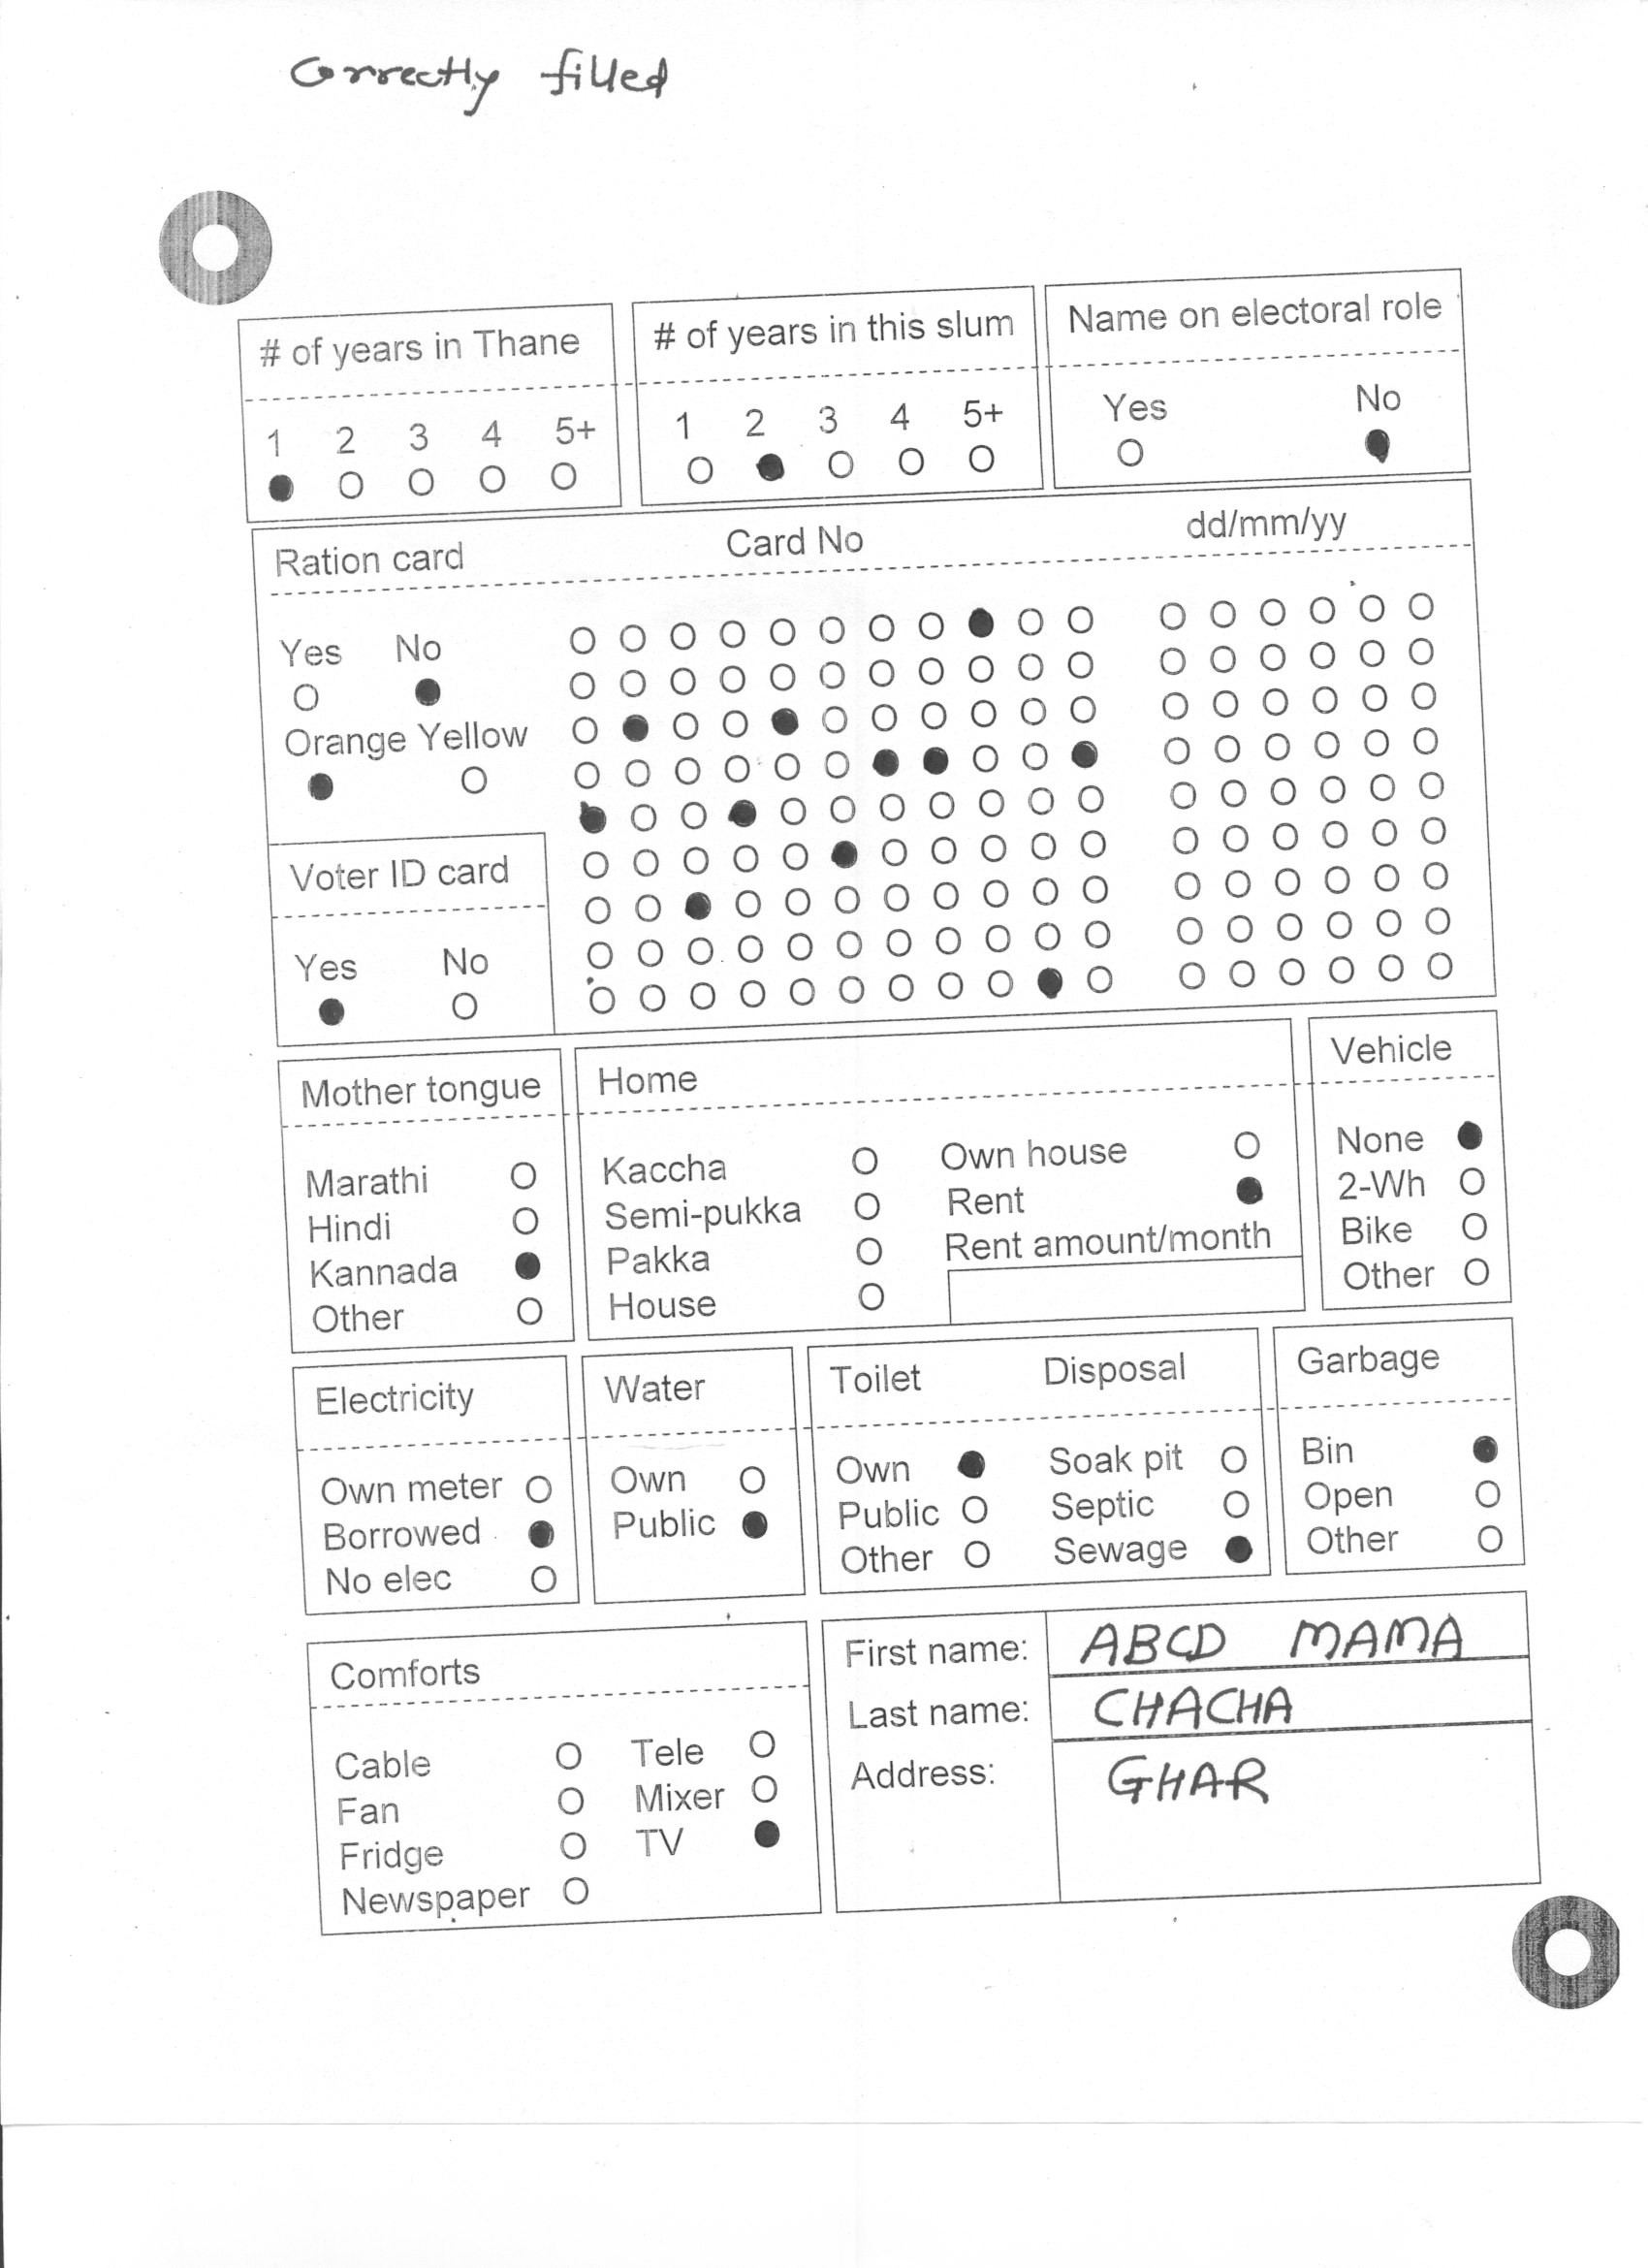 Correctly filled
# of years in Thane # of years in this slum Name on electoral role
1 2 3 4 5+ 1 2 3 4 5+ Yes No
Ration card Card No dd/mm/yy
Yes No
Orange Yellow
Voter ID card
Yes No
Mother tongue Home Vehicle
Marathi Kaccha Own house None
Hindi Semi-pukka Rent 2-Wh
Kannada Pakka Rent amount/month Bike
Other House Other
Electricity Water Toilet Disposal Garbage
Own meter Own Own Soak pit Bin
Borrowed Public Public Septic Open
No elec Other Sewage Other
Comforts First name: ABCD MAMA
Last name: CHACHA
Cable Tele Address: GHAR
Fan Mixer
Fridge TV
Newspaper